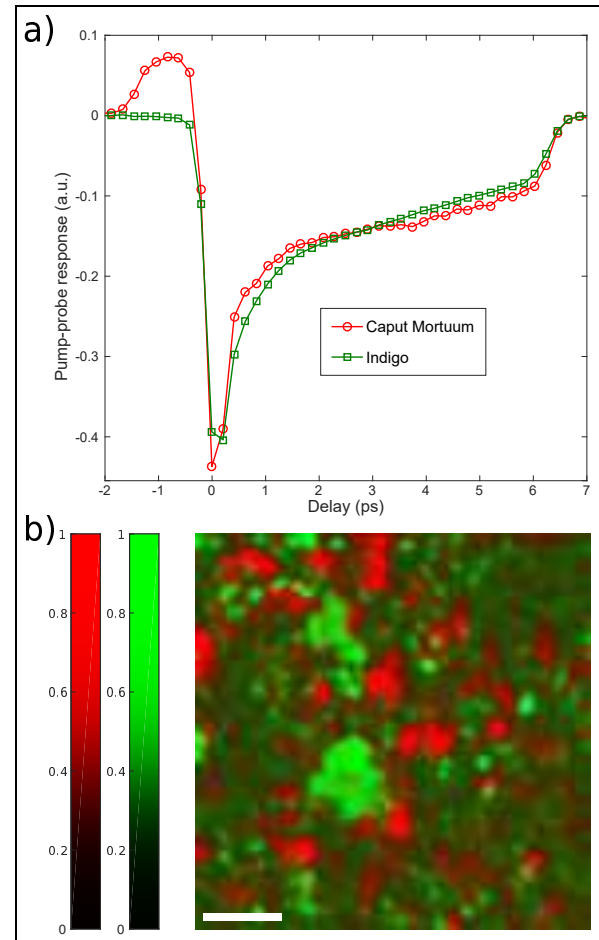 a)
0.1
0
-0.1
-0.2
-0.3
-0.4
Pump-probe response (a.u.)
Caput Mortuum
Indigo
-2 -1 0 1 2 3 4 5 6 7
Delay (ps)
b)
1 1
0.8 0.8
0.6 0.6
0.4 0.4
0.2 0.2
0 0